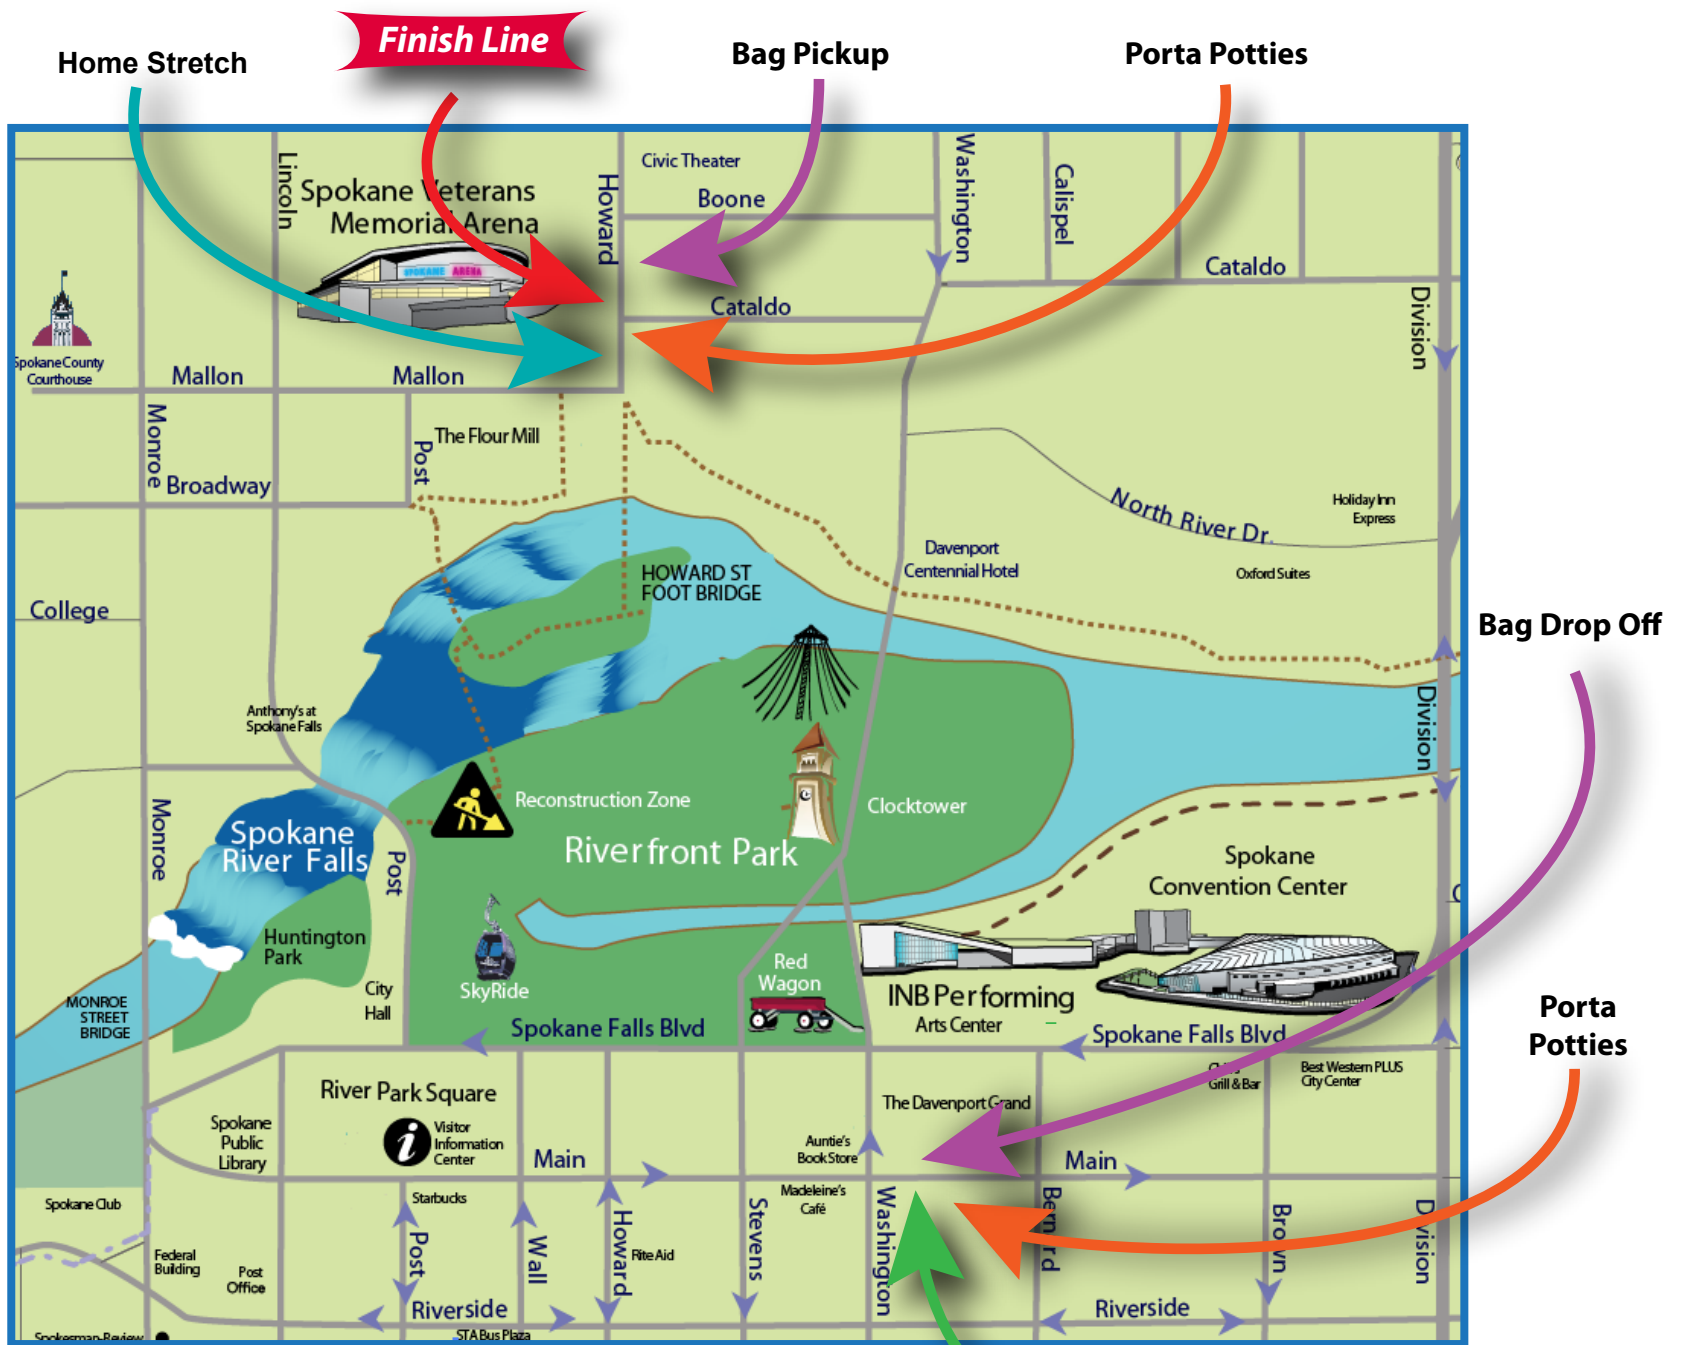 Home Stretch
Finish Line
Bag Pickup
Porta Potties
Lincoln
Spokane Veterans
Memorial Arena
SPOKANE ARENA
Howard
Civic Theater
Boone
Washington
Calispel
Cataldo
Cataldo
Division
Spokane County
Courthouse
Mallon
Mallon
Monroe
Post
The Flour Mill
Broadway
North River Dr.
Holiday Inn
Express
Davenport
Centennial Hotel
Oxford Suites
HOWARD ST
FOOT BRIDGE
College
Bag Drop Off
Anthony's at
Spokane Falls
Division
Reconstruction Zone
Clocktower
Riverfront Park
Monroe
Spokane
River Falls
Post
Spokane
Convention Center
Huntington
Park
SkyRide
Red
Wagon
City
Hall
INB Performing
Arts Center
MONROE
STREET
BRIDGE
Spokane Falls Blvd
Spokane Falls Blvd
Porta
Potties
Grill & Bar
Best Western PLUS
City Center
River Park Square
The Davenport Grand
Spokane
Public
Library
i
Visitor
Information
Center
Auntie's
Book Store
Main
Main
Spokane Club
Starbucks
Madeleine's
Café
Post
Wall
Howard
Rite Aid
Stevens
Washington
Bernard
Brown
Division
Federal
Building
Post
Office
Riverside
Riverside
Spokesman-Review
STA Bus Plaza